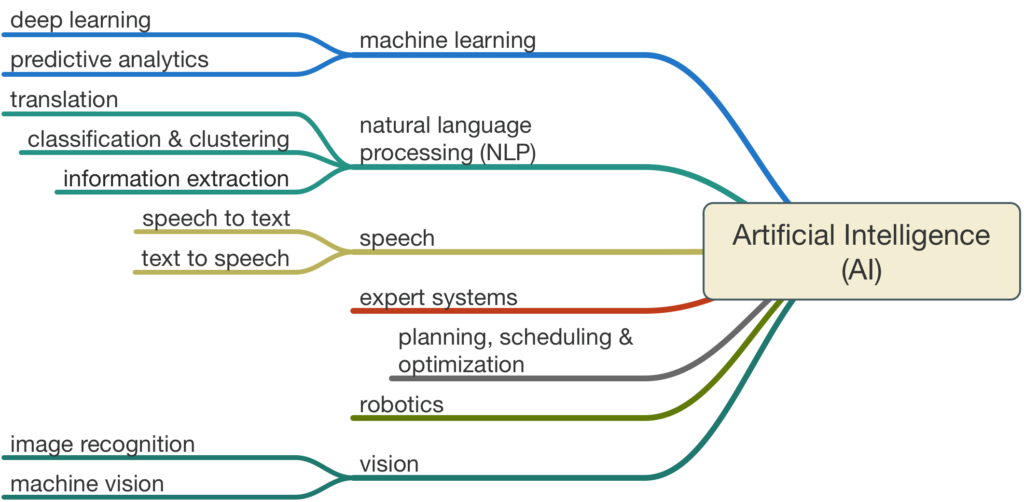 deep learning
predictive analytics
machine learning
translation
classification & clustering
information extraction
natural language
processing (NLP)
speech to text
text to speech
speech
expert systems
planning, scheduling &
optimization
robotics
image recognition
machine vision
vision
Artificial Intelligence
(AI)